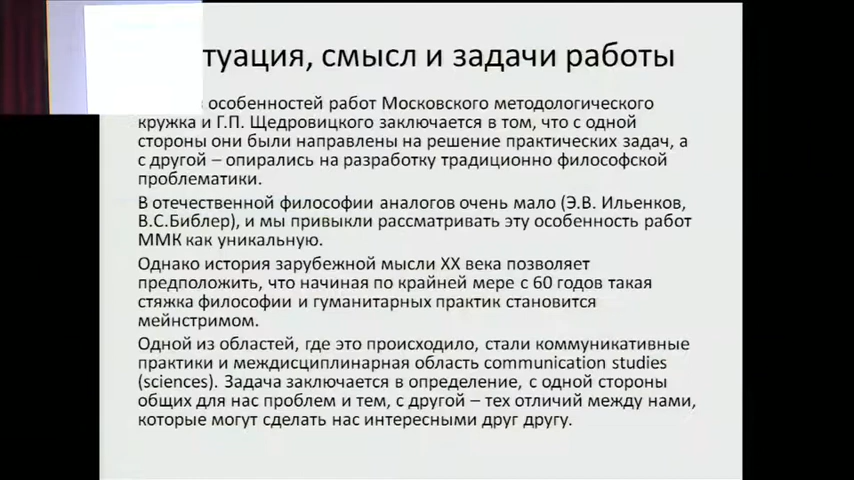 туация, смысл и задачи работы
особенностей работ Московского методологического
кружка и Г.П. Щедровицкого заключается в том, что с одной
стороны они были направлены на решение практических задач, а
с другой – опирались на разработку традиционно философской
проблематики.
В отечественной философии аналогов очень мало (Э.В. Ильенков,
В.С.Библер), и мы привыкли рассматривать эту особенность работ
ММК как уникальную.
Однако история зарубежной мысли XX века позволяет
предположить, что начиная по крайней мере с 60 годов такая
стяжка философии и гуманитарных практик становится
мейнстримом.
Одной из областей, где это происходило, стали коммуникативные
практики и междисциплинарная область communication studies
(sciences). Задача заключается в определение, с одной стороны
общих для нас проблем и тем, с другой – тех отличий между нами,
которые могут сделать нас интересными друг другу.